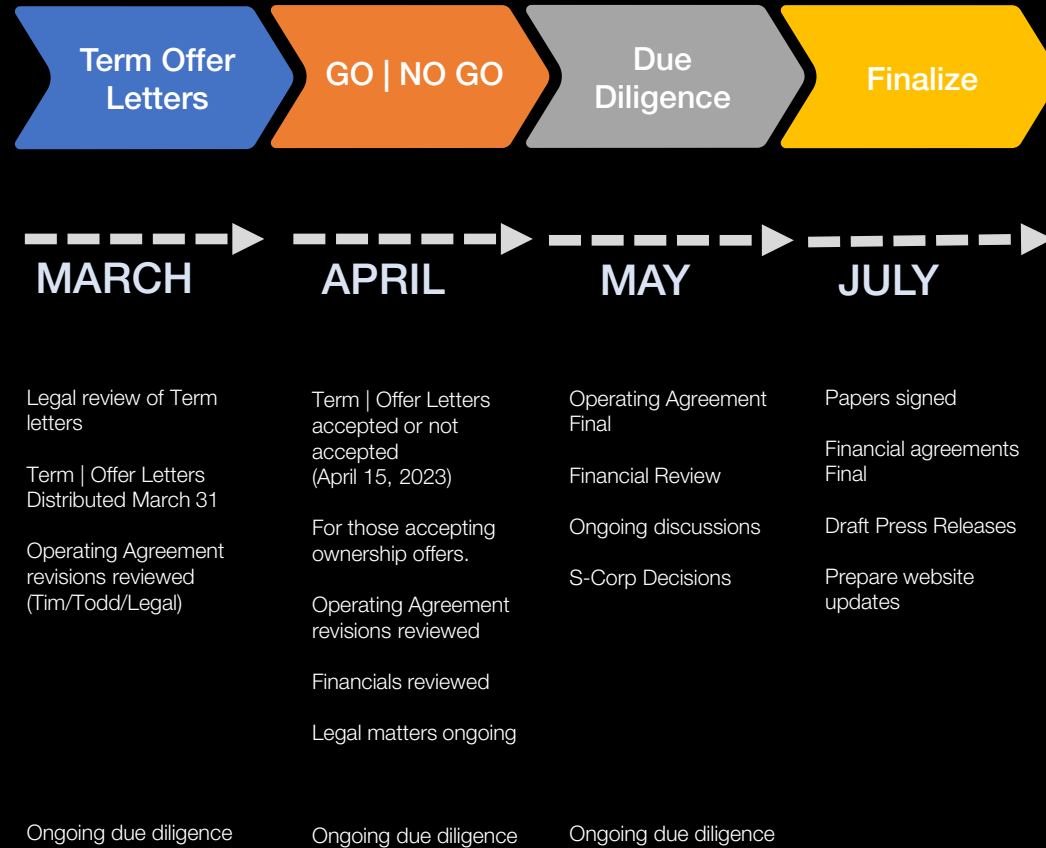 Term Offer
Letters
GO | NO GO
Due
Diligence
Finalize
MARCH
APRIL
MAY
JULY
Legal review of Term
letters
Term | Offer Letters
Distributed March 31
Operating Agreement
revisions reviewed
(Tim/Todd/Legal)
Ongoing due diligence
Term | Offer Letters
accepted or not
accepted
(April 15, 2023)
For those accepting
ownership offers.
Operating Agreement
revisions reviewed
Financials reviewed
Legal matters ongoing
Ongoing due diligence
Operating Agreement
Final
Financial Review
Ongoing discussions
S-Corp Decisions
Ongoing due diligence
Papers signed
Financial agreements
Final
Draft Press Releases
Prepare website
updates